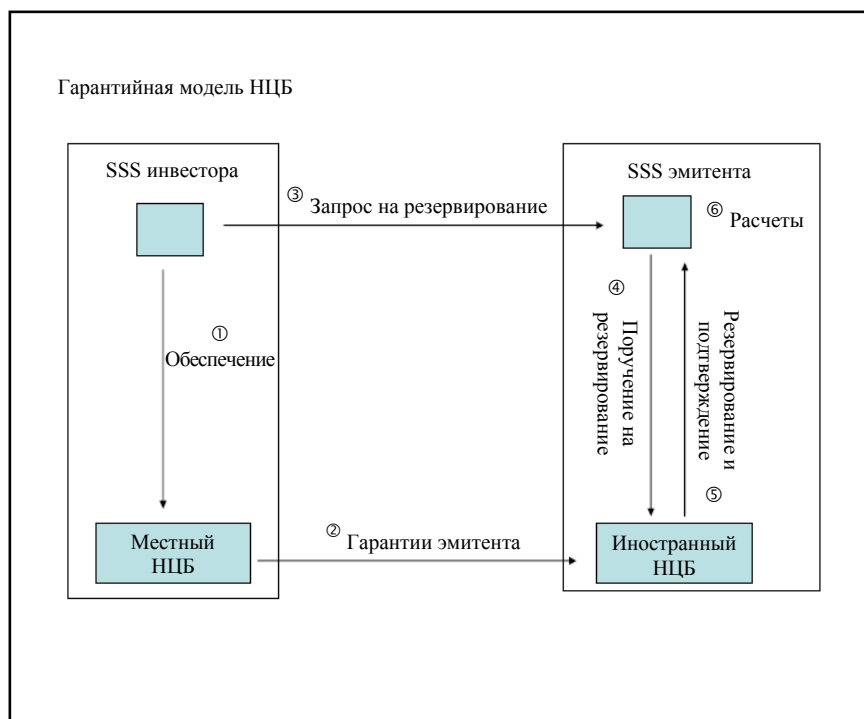 Гарантийная модель НЦБ
SSS инвестора
SSS эмитента
③ Запрос на резервирование
⑥ Расчеты
① 
Обеспечение
④ 
Поручение на
резервирование
Резервирование и
подтверждение
⑤
② Гарантии эмитента
Местный
НЦБ
Иностранный
НЦБ